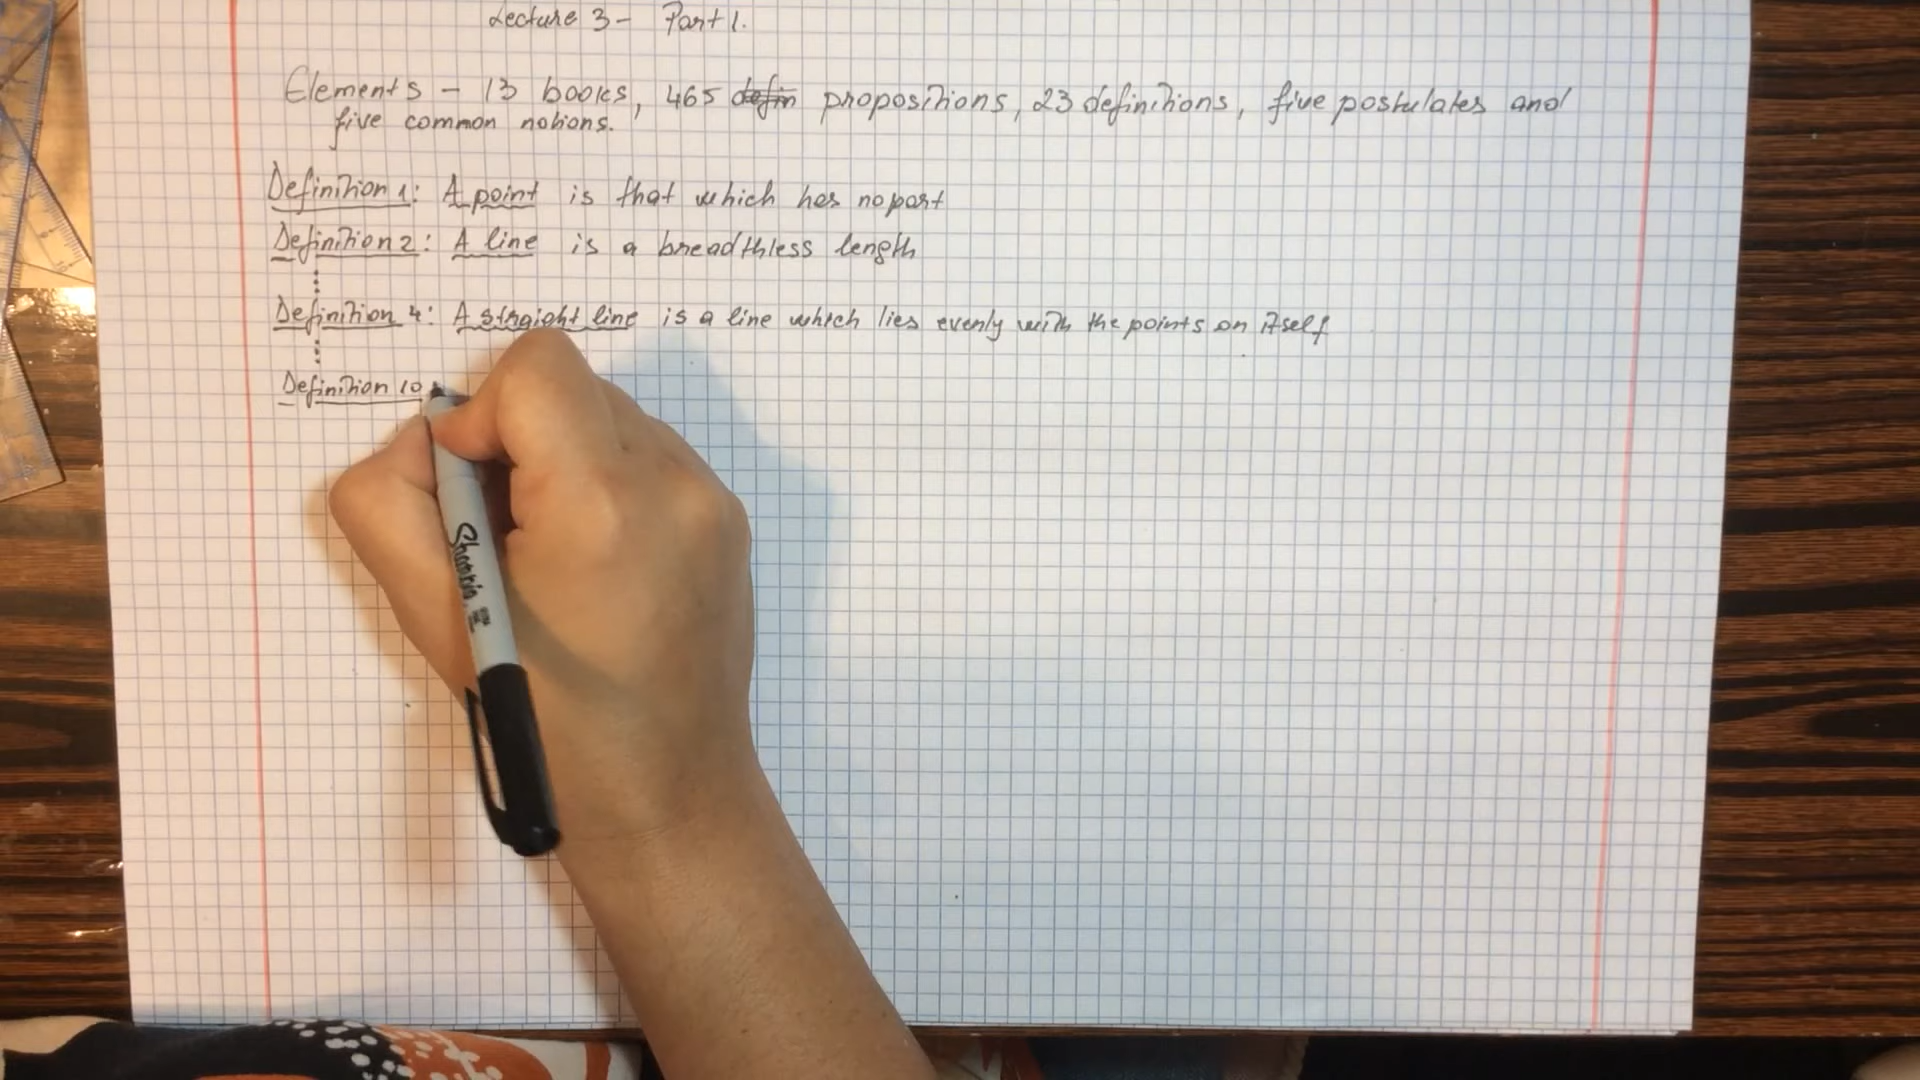 Lecture 3 - Part 1.
Elements - 13 books, 465 defin propositions, 23 definitions, five postulates and
five common notions.
Definition 1: A point is that which has no part
Definition 2: A line is a breadthless length
Definition 4: A straight line is a line which lies evenly with the points on itself
Definition 10
Sharpie